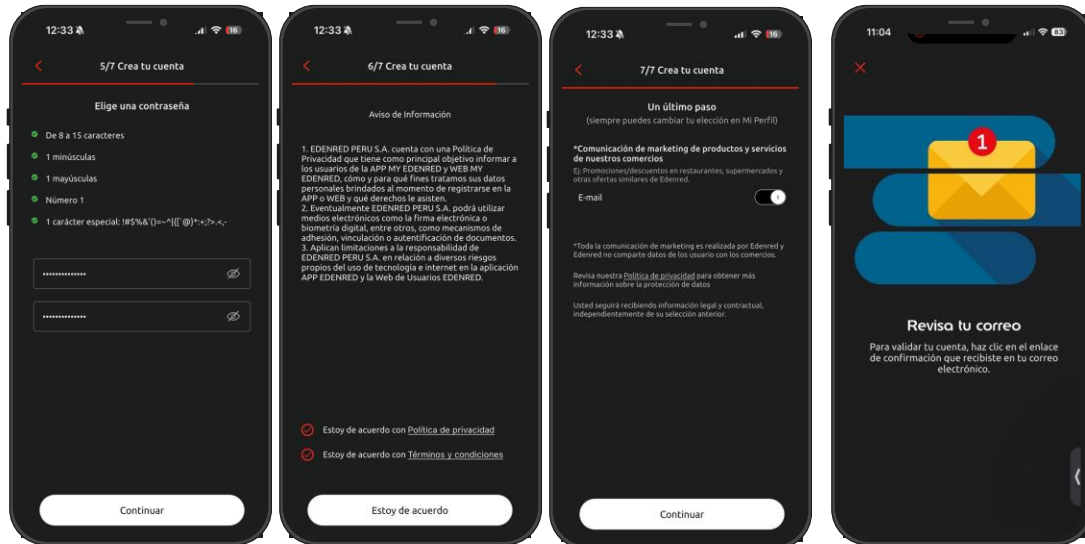 12:33
16
5/7 Crea tu cuenta
Elige una contraseña
De 8 a 15 caracteres
1 minúsculas
1 mayúsculas
Número 1
1 carácter especial: !#$%&'()=~^|{[`@}*:+;?>.<,-
Continuar
12:33
16
6/7 Crea tu cuenta
Aviso de Información
1. EDENRED PERU S.A. cuenta con una Política de
Privacidad que tiene como principal objetivo informar a
los usuarios de la APP MY EDENRED y WEB MY
EDENRED, cómo y para qué fines tratamos sus datos
personales brindados al momento de registrarse en la
APP o WEB y qué derechos le asisten.
2. Eventualmente EDENRED PERU S.A. podrá utilizar
medios electrónicos como la firma electrónica o
biometría digital, entre otros, como mecanismos de
adhesión, vinculación o autentificación de documentos.
3. Aplican limitaciones a la responsabilidad de
EDENRED PERU S.A. en relación a diversos riesgos
propios del uso de tecnología e internet en la aplicación
APP EDENRED y la Web de Usuarios EDENRED.
Estoy de acuerdo con Política de privacidad
Estoy de acuerdo con Términos y condiciones
Estoy de acuerdo
12:33
16
7/7 Crea tu cuenta
Un último paso
(siempre puedes cambiar tu elección en Mi Perfil)
*Comunicación de marketing de productos y servicios
de nuestros comercios
Ej: Promociones/descuentos en restaurantes, supermercados y
otras ofertas similares de Edenred.
E-mail
*Toda la comunicación de marketing es realizada por Edenred y
Edenred no comparte datos de los usuario con los comercios.
Revisa nuestra Política de privacidad para obtener más
información sobre la protección de datos
Usted seguirá recibiendo información legal y contractual,
independientemente de su selección anterior.
Continuar
11:04
83
1
Revisa tu correo
Para validar tu cuenta, haz clic en el enlace
de confirmación que recibiste en tu correo
electrónico.